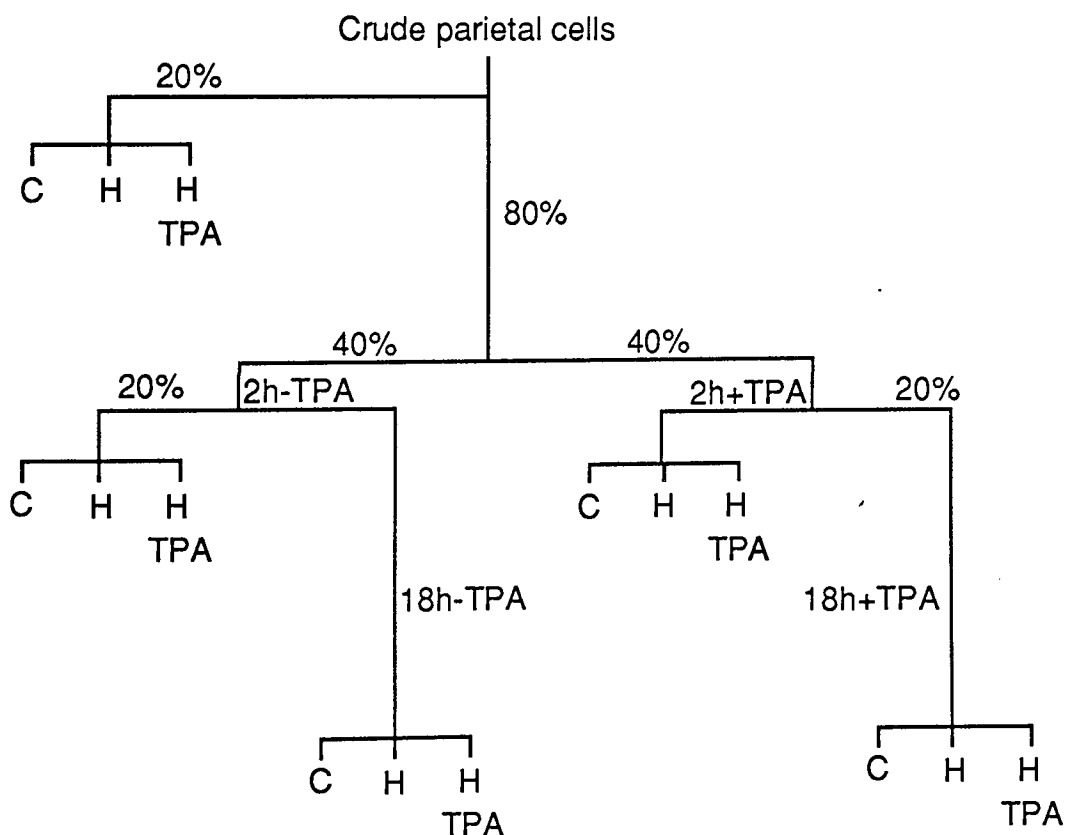 Crude parietal cells
20%
C H H
TPA
80%
40% 40%
20% 2h-TPA 2h+TPA 20%
C H H C H H
TPA TPA
18h-TPA 18h+TPA
C H H C H H
TPA TPA